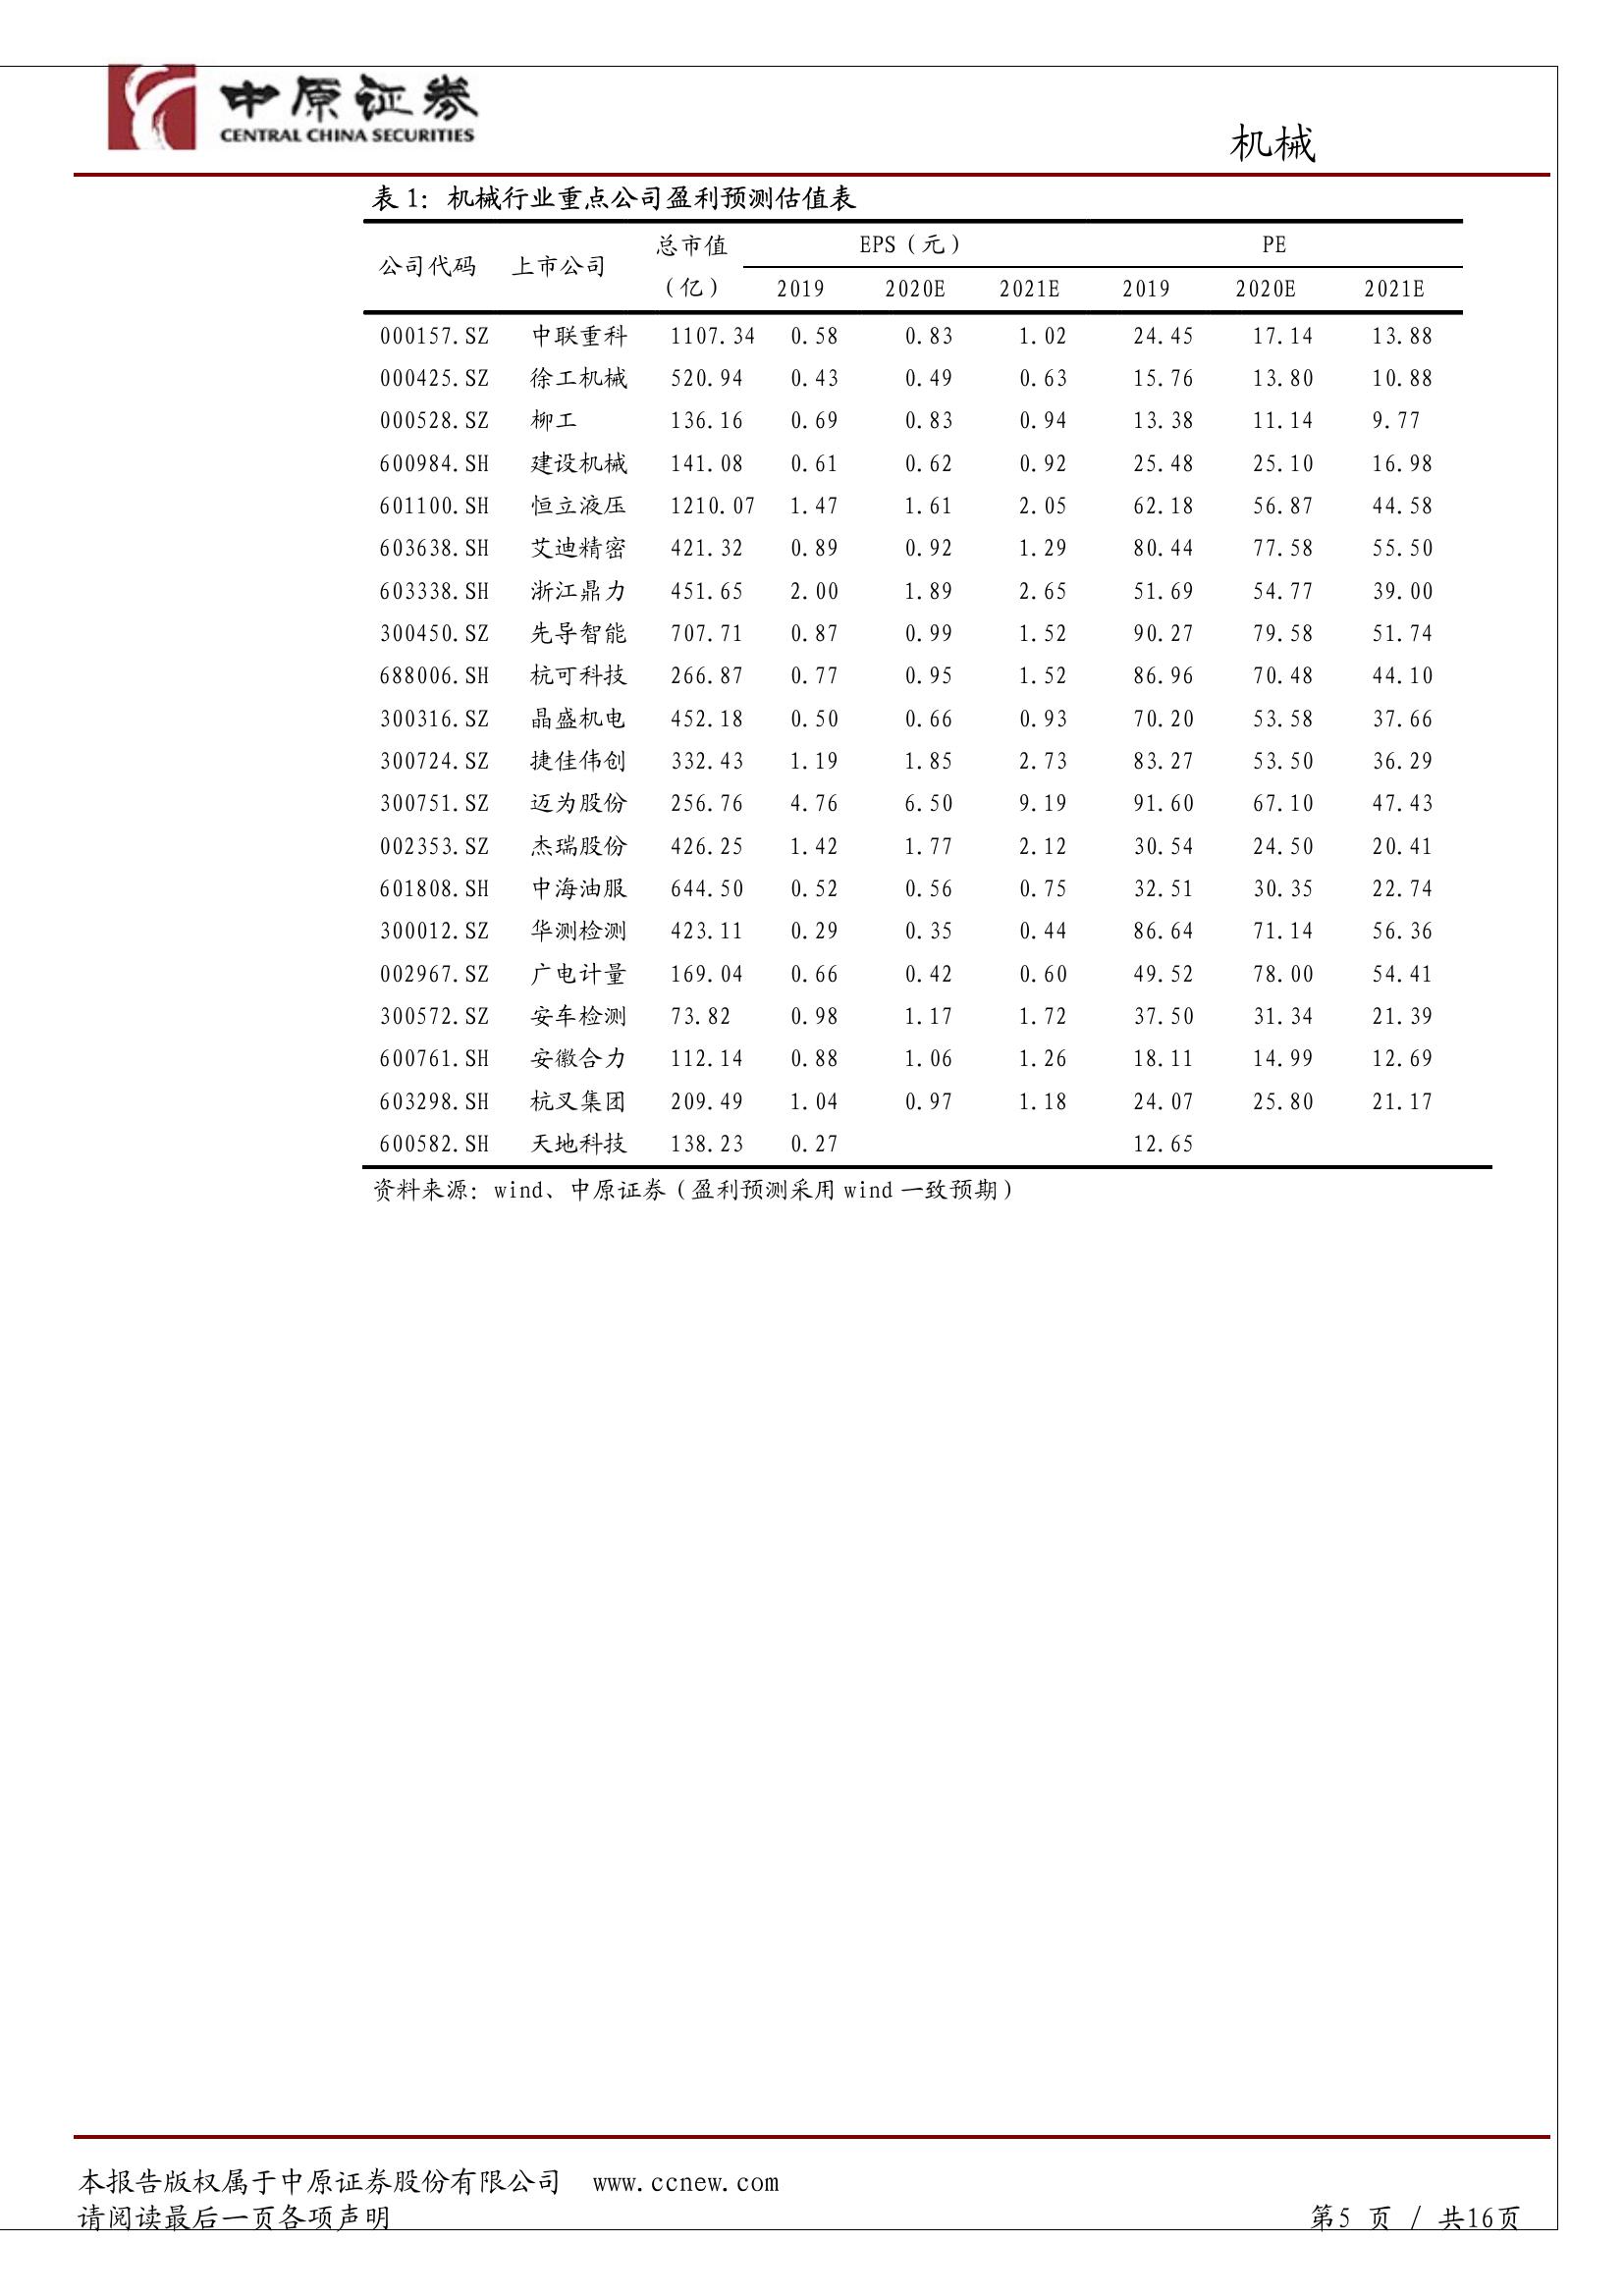 中原证券
CENTRAL CHINA SECURITIES
机械
表 1：机械行业重点公司盈利预测估值表
公司代码 上市公司 总市值（亿） EPS（元） PE
2019 2020E 2021E 2019 2020E 2021E
000157.SZ 中联重科 1107.34 0.58 0.83 1.02 24.45 17.14 13.88
000425.SZ 徐工机械 520.94 0.43 0.49 0.63 15.76 13.80 10.88
000528.SZ 柳工 136.16 0.69 0.83 0.94 13.38 11.14 9.77
600984.SH 建设机械 141.08 0.61 0.62 0.92 25.48 25.10 16.98
601100.SH 恒立液压 1210.07 1.47 1.61 2.05 62.18 56.87 44.58
603638.SH 艾迪精密 421.32 0.89 0.92 1.29 80.44 77.58 55.50
603338.SH 浙江鼎力 451.65 2.00 1.89 2.65 51.69 54.77 39.00
300450.SZ 先导智能 707.71 0.87 0.99 1.52 90.27 79.58 51.74
688006.SH 杭可科技 266.87 0.77 0.95 1.52 86.96 70.48 44.10
300316.SZ 晶盛机电 452.18 0.50 0.66 0.93 70.20 53.58 37.66
300724.SZ 捷佳伟创 332.43 1.19 1.85 2.73 83.27 53.50 36.29
300751.SZ 迈为股份 256.76 4.76 6.50 9.19 91.60 67.10 47.43
002353.SZ 杰瑞股份 426.25 1.42 1.77 2.12 30.54 24.50 20.41
601808.SH 中海油服 644.50 0.52 0.56 0.75 32.51 30.35 22.74
300012.SZ 华测检测 423.11 0.29 0.35 0.44 86.64 71.14 56.36
002967.SZ 广电计量 169.04 0.66 0.42 0.60 49.52 78.00 54.41
300572.SZ 安车检测 73.82 0.98 1.17 1.72 37.50 31.34 21.39
600761.SH 安徽合力 112.14 0.88 1.06 1.26 18.11 14.99 12.69
603298.SH 杭叉集团 209.49 1.04 0.97 1.18 24.07 25.80 21.17
600582.SH 天地科技 138.23 0.27 12.65
资料来源：wind、中原证券（盈利预测采用 wind 一致预期）
本报告版权属于中原证券股份有限公司 www.ccnew.com
请阅读最后一页各项声明 第5 页 / 共16页